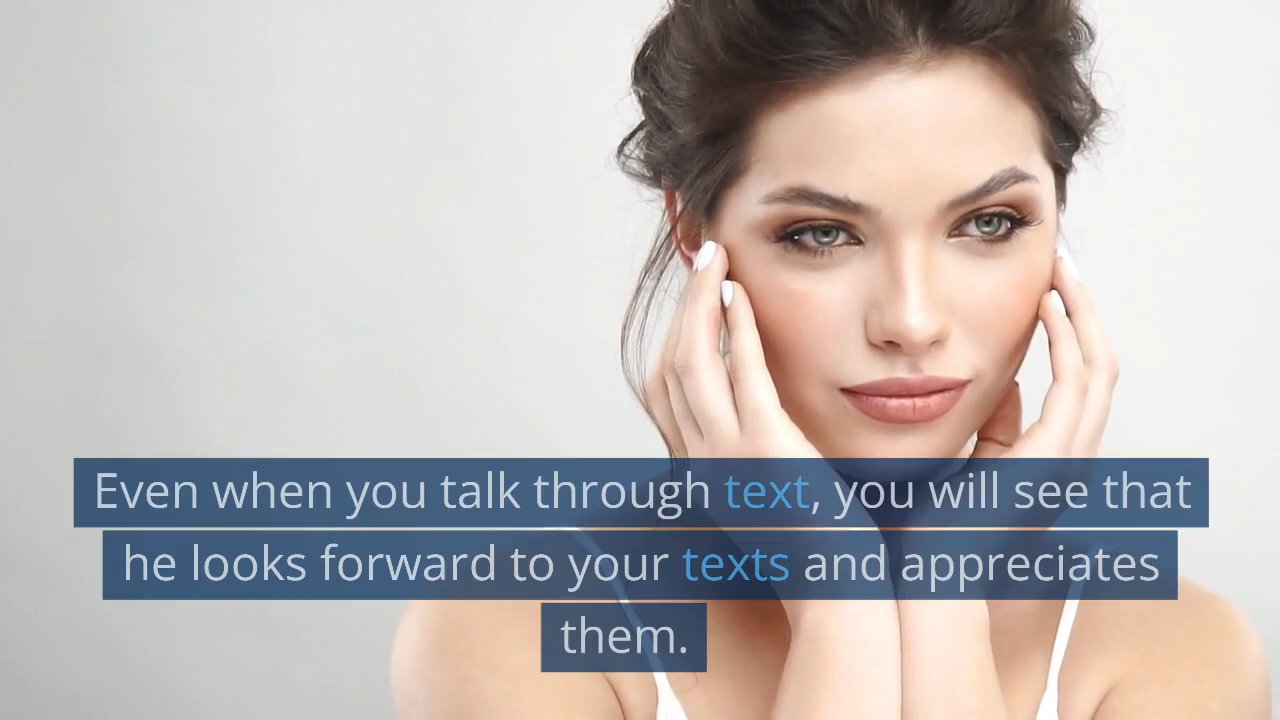 Even when you talk through text, you will see that
he looks forward to your texts and appreciates
them.